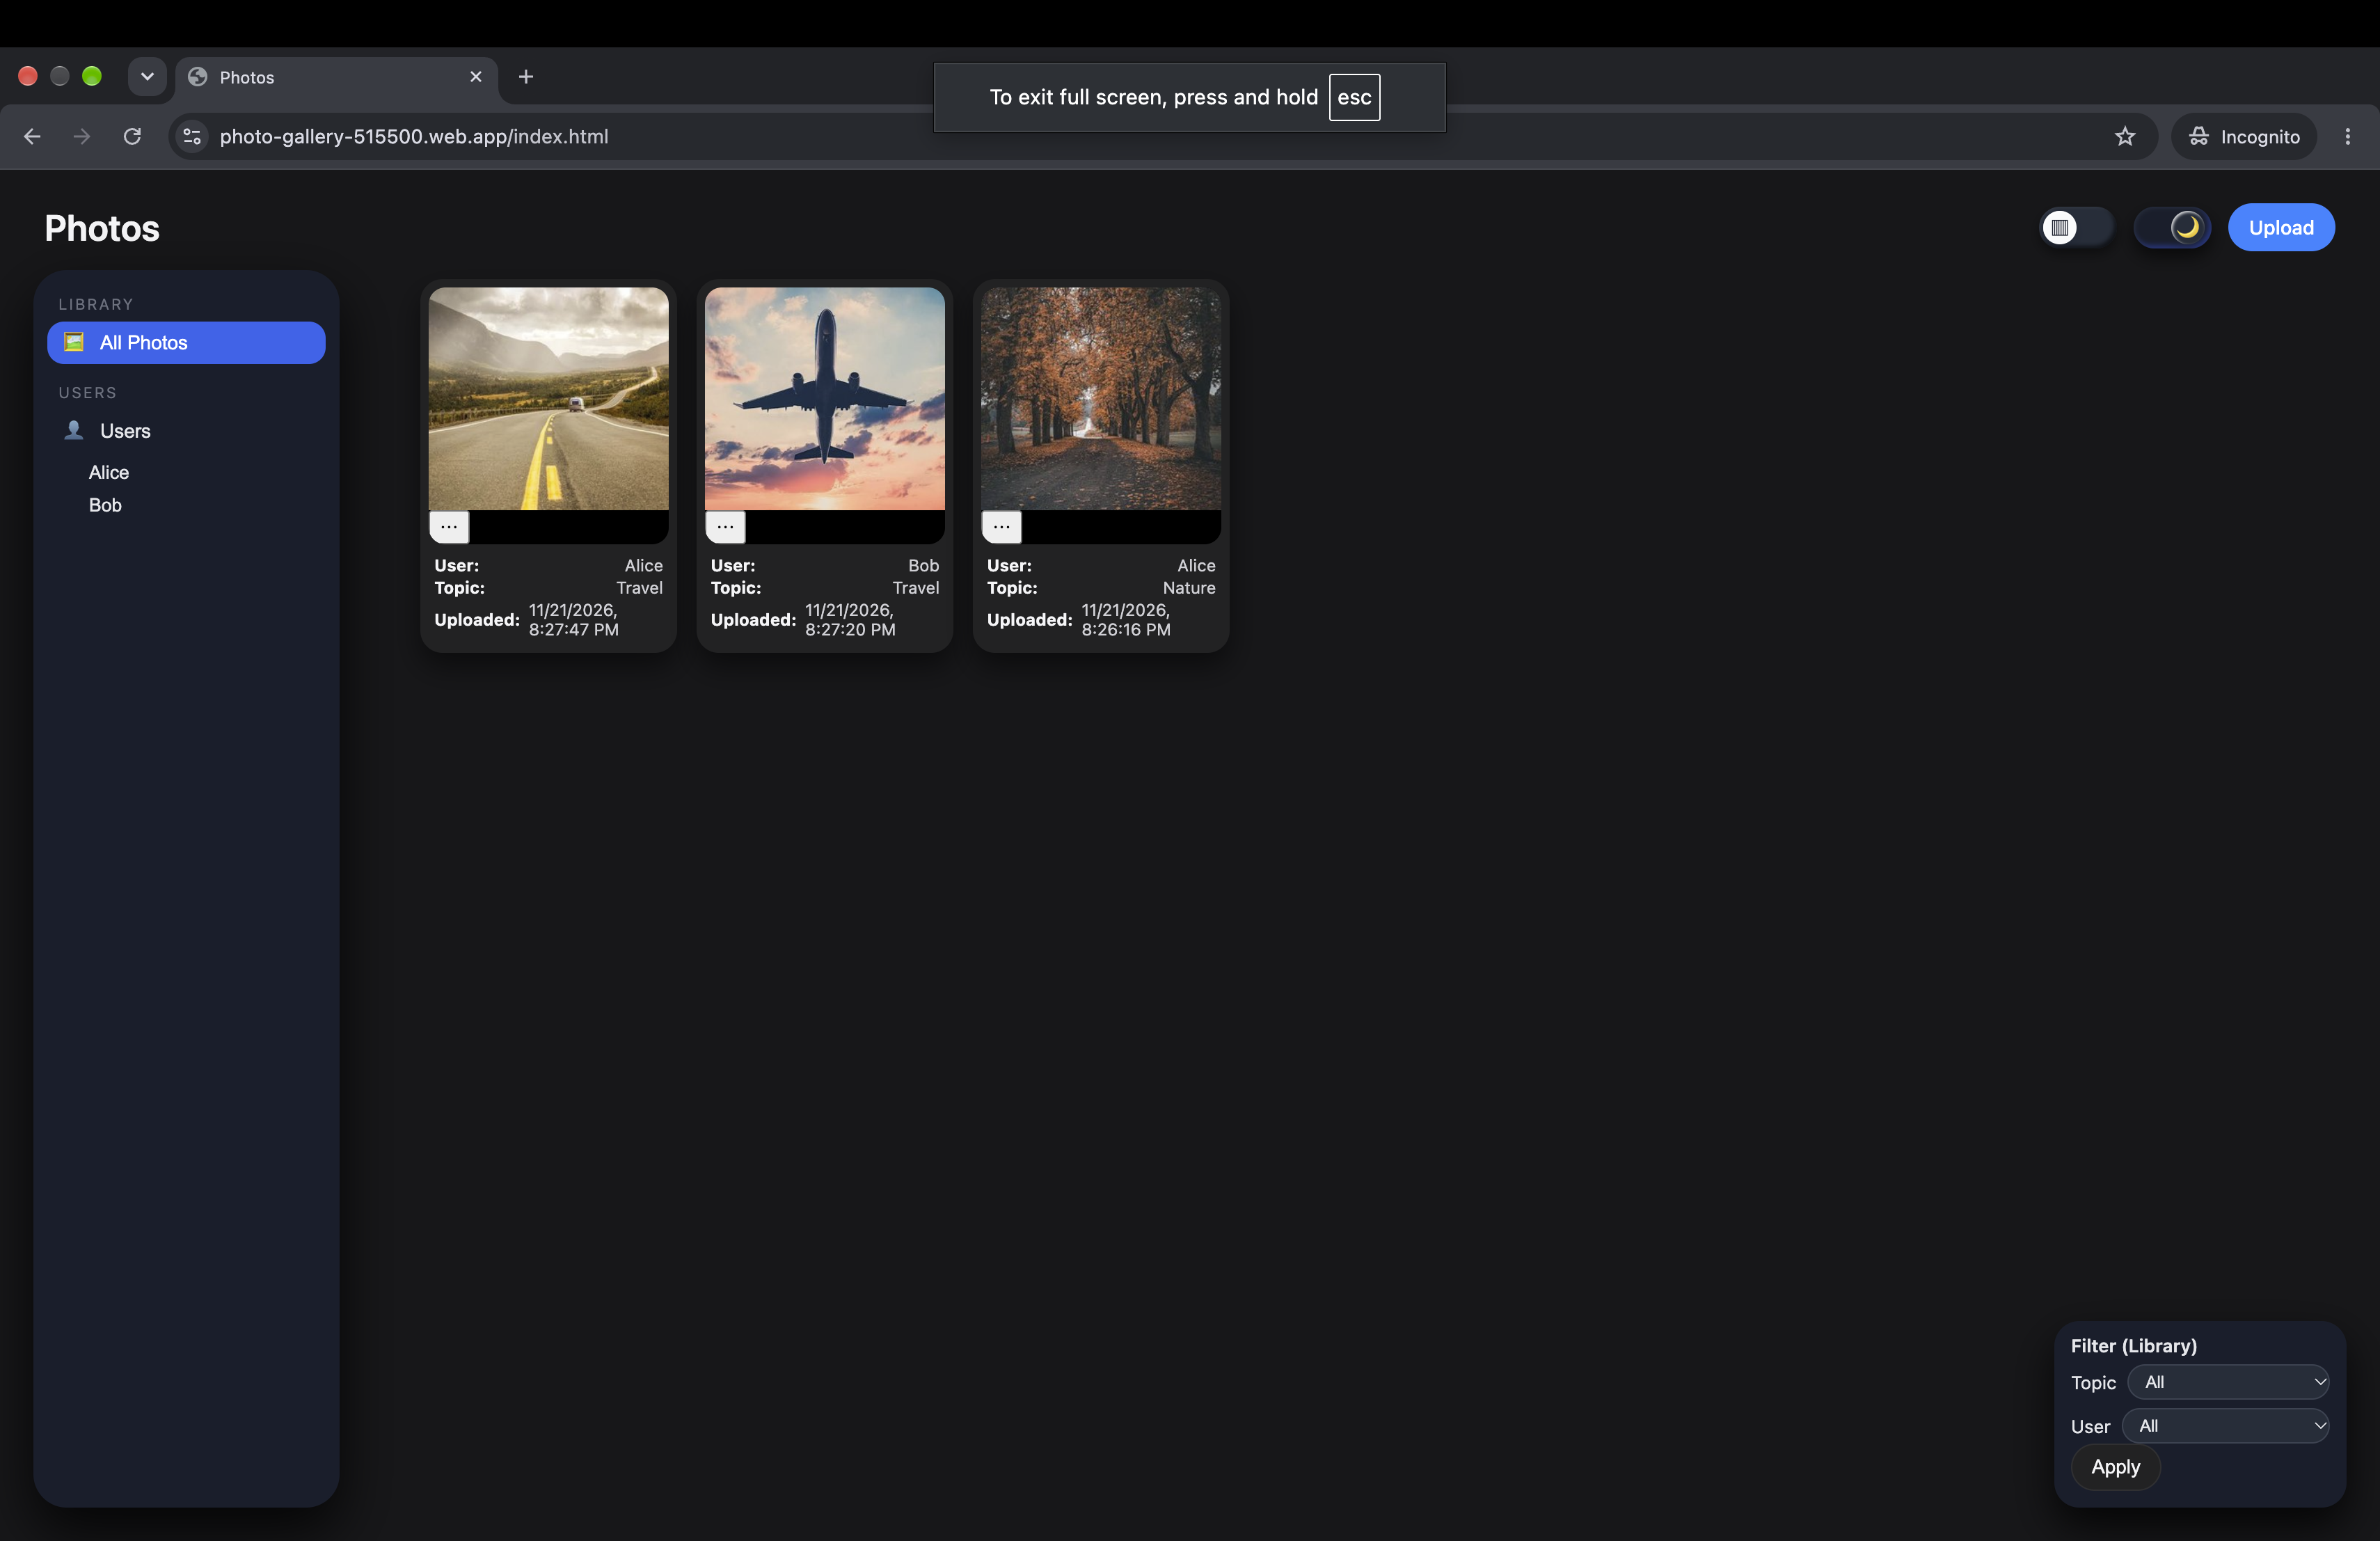 Photos
To exit full screen, press and hold esc
photo-gallery-515500.web.app/index.html
Incognito
Photos
Upload
LIBRARY
All Photos
USERS
Users
Alice
Bob
...
User: Alice
Topic: Travel
Uploaded: 11/21/2026,
8:27:47 PM
...
User: Bob
Topic: Travel
Uploaded: 11/21/2026,
8:27:20 PM
...
User: Alice
Topic: Nature
Uploaded: 11/21/2026,
8:26:16 PM
Filter (Library)
Topic All
User All
Apply